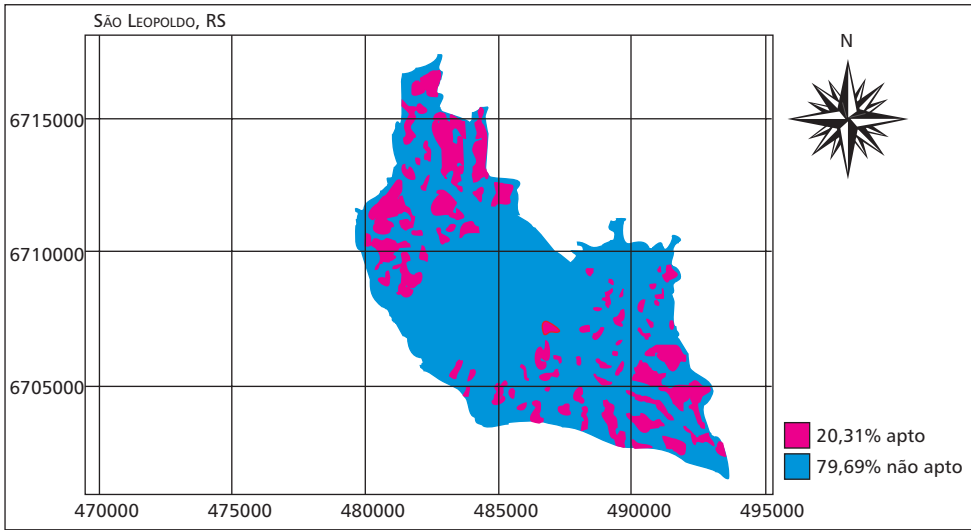 São Leopoldo, RS
N
6715000
6710000
6705000
470000 475000 480000 485000 490000 495000
20,31% apto
79,69% não apto